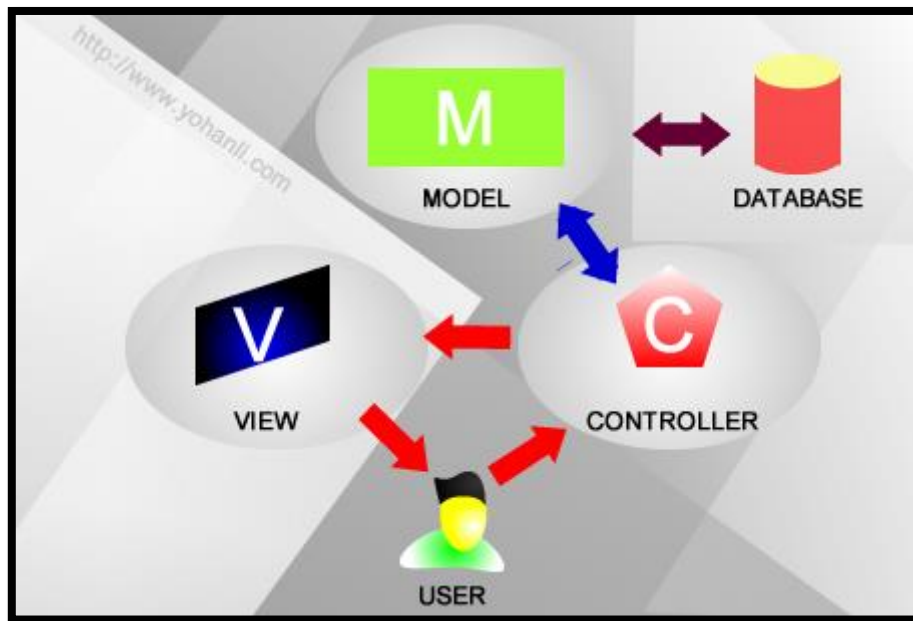 http://www.yohanli.com
M
MODEL
DATABASE
V
VIEW
C
CONTROLLER
USER